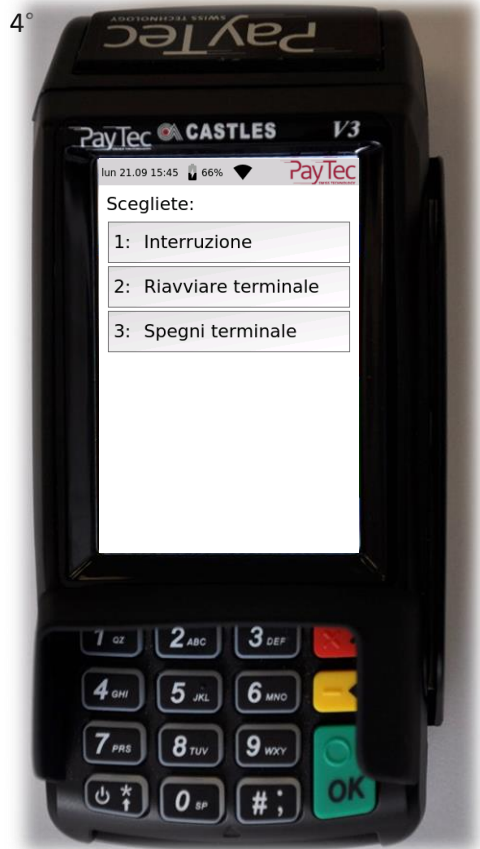 4°
PayTec
SWISS TECHNOLOGY
PayTec CASTLES V3
lun 21.09 15:45 66% PayTec
Scegliete:
1: Interruzione
2: Riavviare terminale
3: Spegni terminale
1 QZ 2 ABC 3 DEF
4 GHI 5 JKL 6 MNO
7 PRS 8 TUV 9 WXY
* 0 SP # ; OK